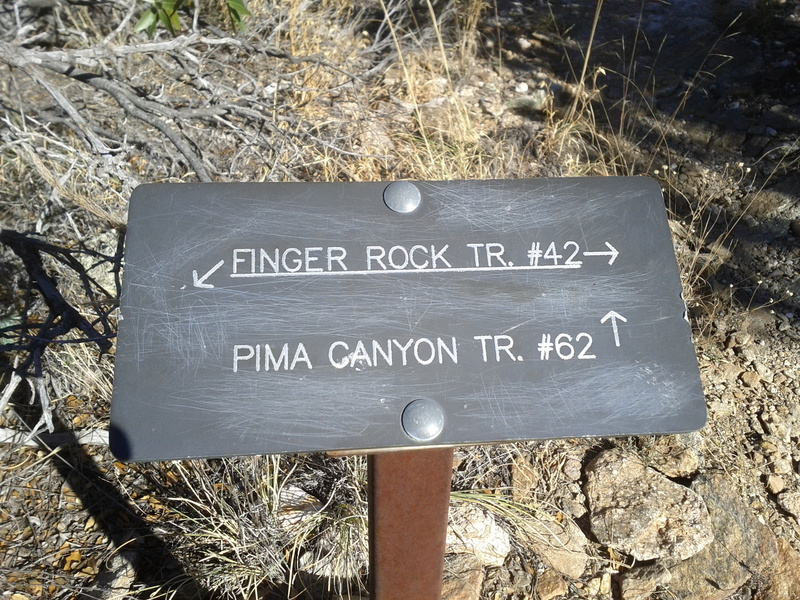 ↙ FINGER ROCK TR. #42 →
PIMA CANYON TR. #62 ↑